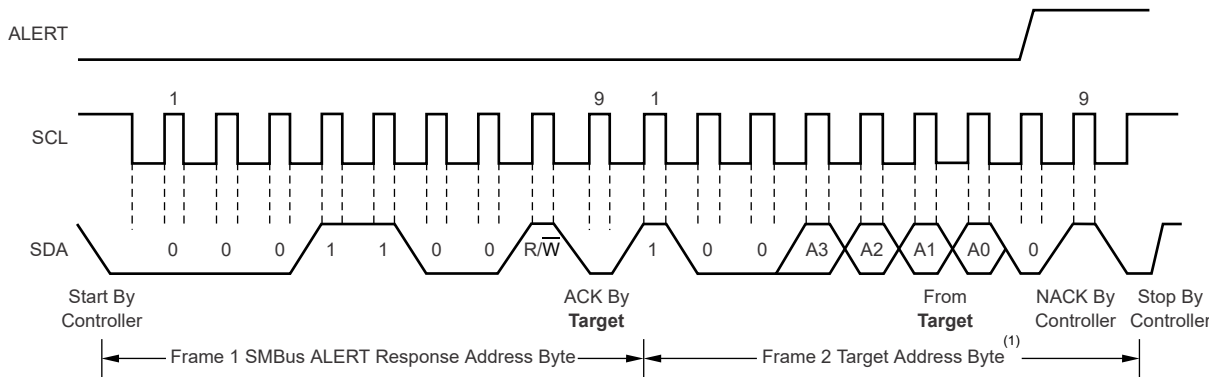 ALERT
1 9 1 9
SCL
SDA 0 0 0 1 1 0 0 R/W 1 0 0 A3 A2 A1 A0 0
Start By Controller
ACK By Target
From Target
NACK By Controller
Stop By Controller
Frame 1 SMBus ALERT Response Address Byte
Frame 2 Target Address Byte(1)